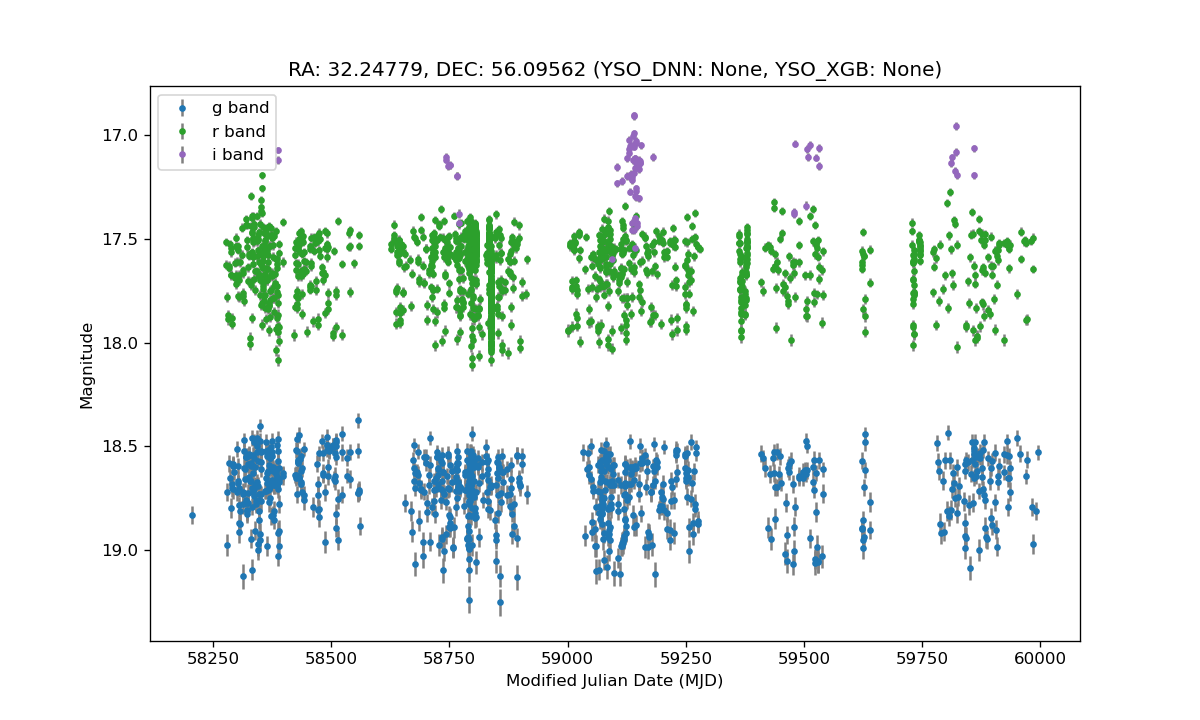 RA: 32.24779, DEC: 56.09562 (YSO_DNN: None, YSO_XGB: None)
g band
r band
i band
17.0
17.5
18.0
18.5
19.0
Magnitude
58250 58500 58750 59000 59250 59500 59750 60000
Modified Julian Date (MJD)